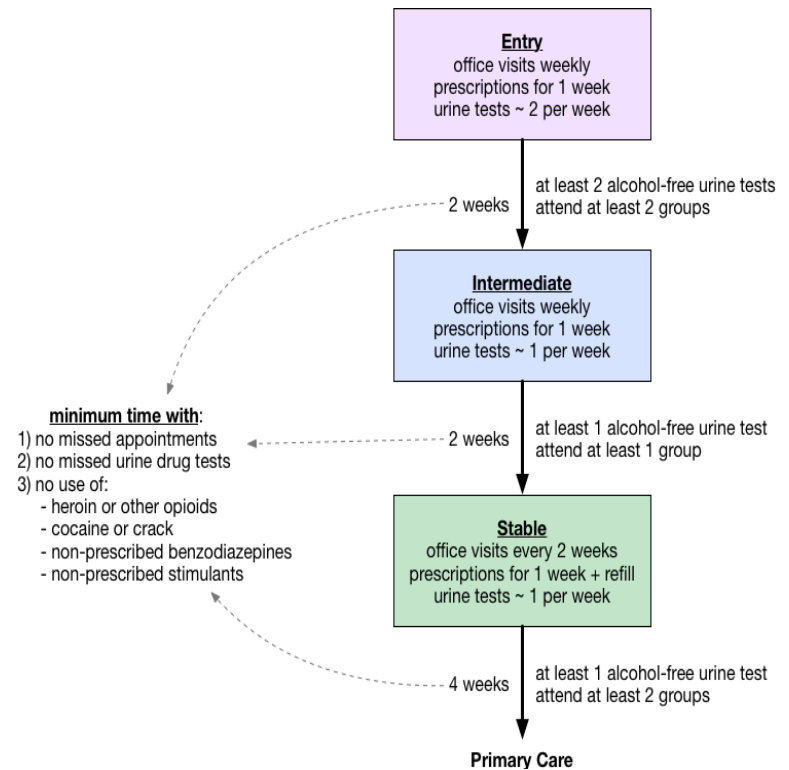 Entry
office visits weekly
prescriptions for 1 week
urine tests ~ 2 per week
2 weeks
at least 2 alcohol-free urine tests
attend at least 2 groups
Intermediate
office visits weekly
prescriptions for 1 week
urine tests ~ 1 per week
minimum time with:
1) no missed appointments
2) no missed urine drug tests
3) no use of:
- heroin or other opioids
- cocaine or crack
- non-prescribed benzodiazepines
- non-prescribed stimulants
2 weeks
at least 1 alcohol-free urine test
attend at least 1 group
Stable
office visits every 2 weeks
prescriptions for 1 week + refill
urine tests ~ 1 per week
4 weeks
at least 1 alcohol-free urine test
attend at least 2 groups
Primary Care